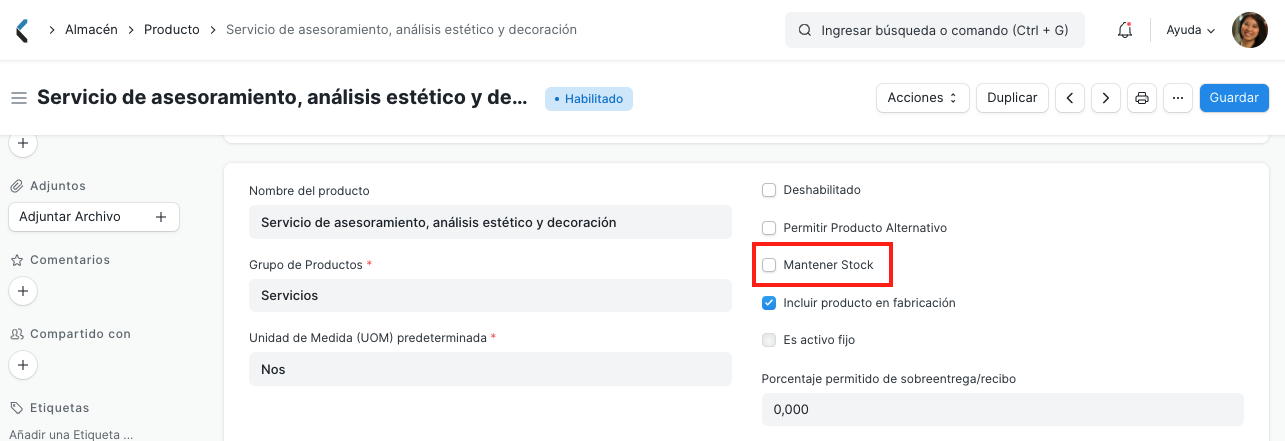 Almacén
Producto
Servicio de asesoramiento, análisis estético y decoración
Ingresar búsqueda o comando (Ctrl + G)
Ayuda
Servicio de asesoramiento, análisis estético y de...
Habilitado
Acciones
Duplicar
Guardar
Adjuntos
Adjuntar Archivo
Comentarios
Compartido con
Etiquetas
Añadir una Etiqueta ...
Nombre del producto
Servicio de asesoramiento, análisis estético y decoración
Grupo de Productos *
Servicios
Unidad de Medida (UOM) predeterminada *
Nos
Deshabilitado
Permitir Producto Alternativo
Mantener Stock
Incluir producto en fabricación
Es activo fijo
Porcentaje permitido de sobreentrega/recibo
0,000